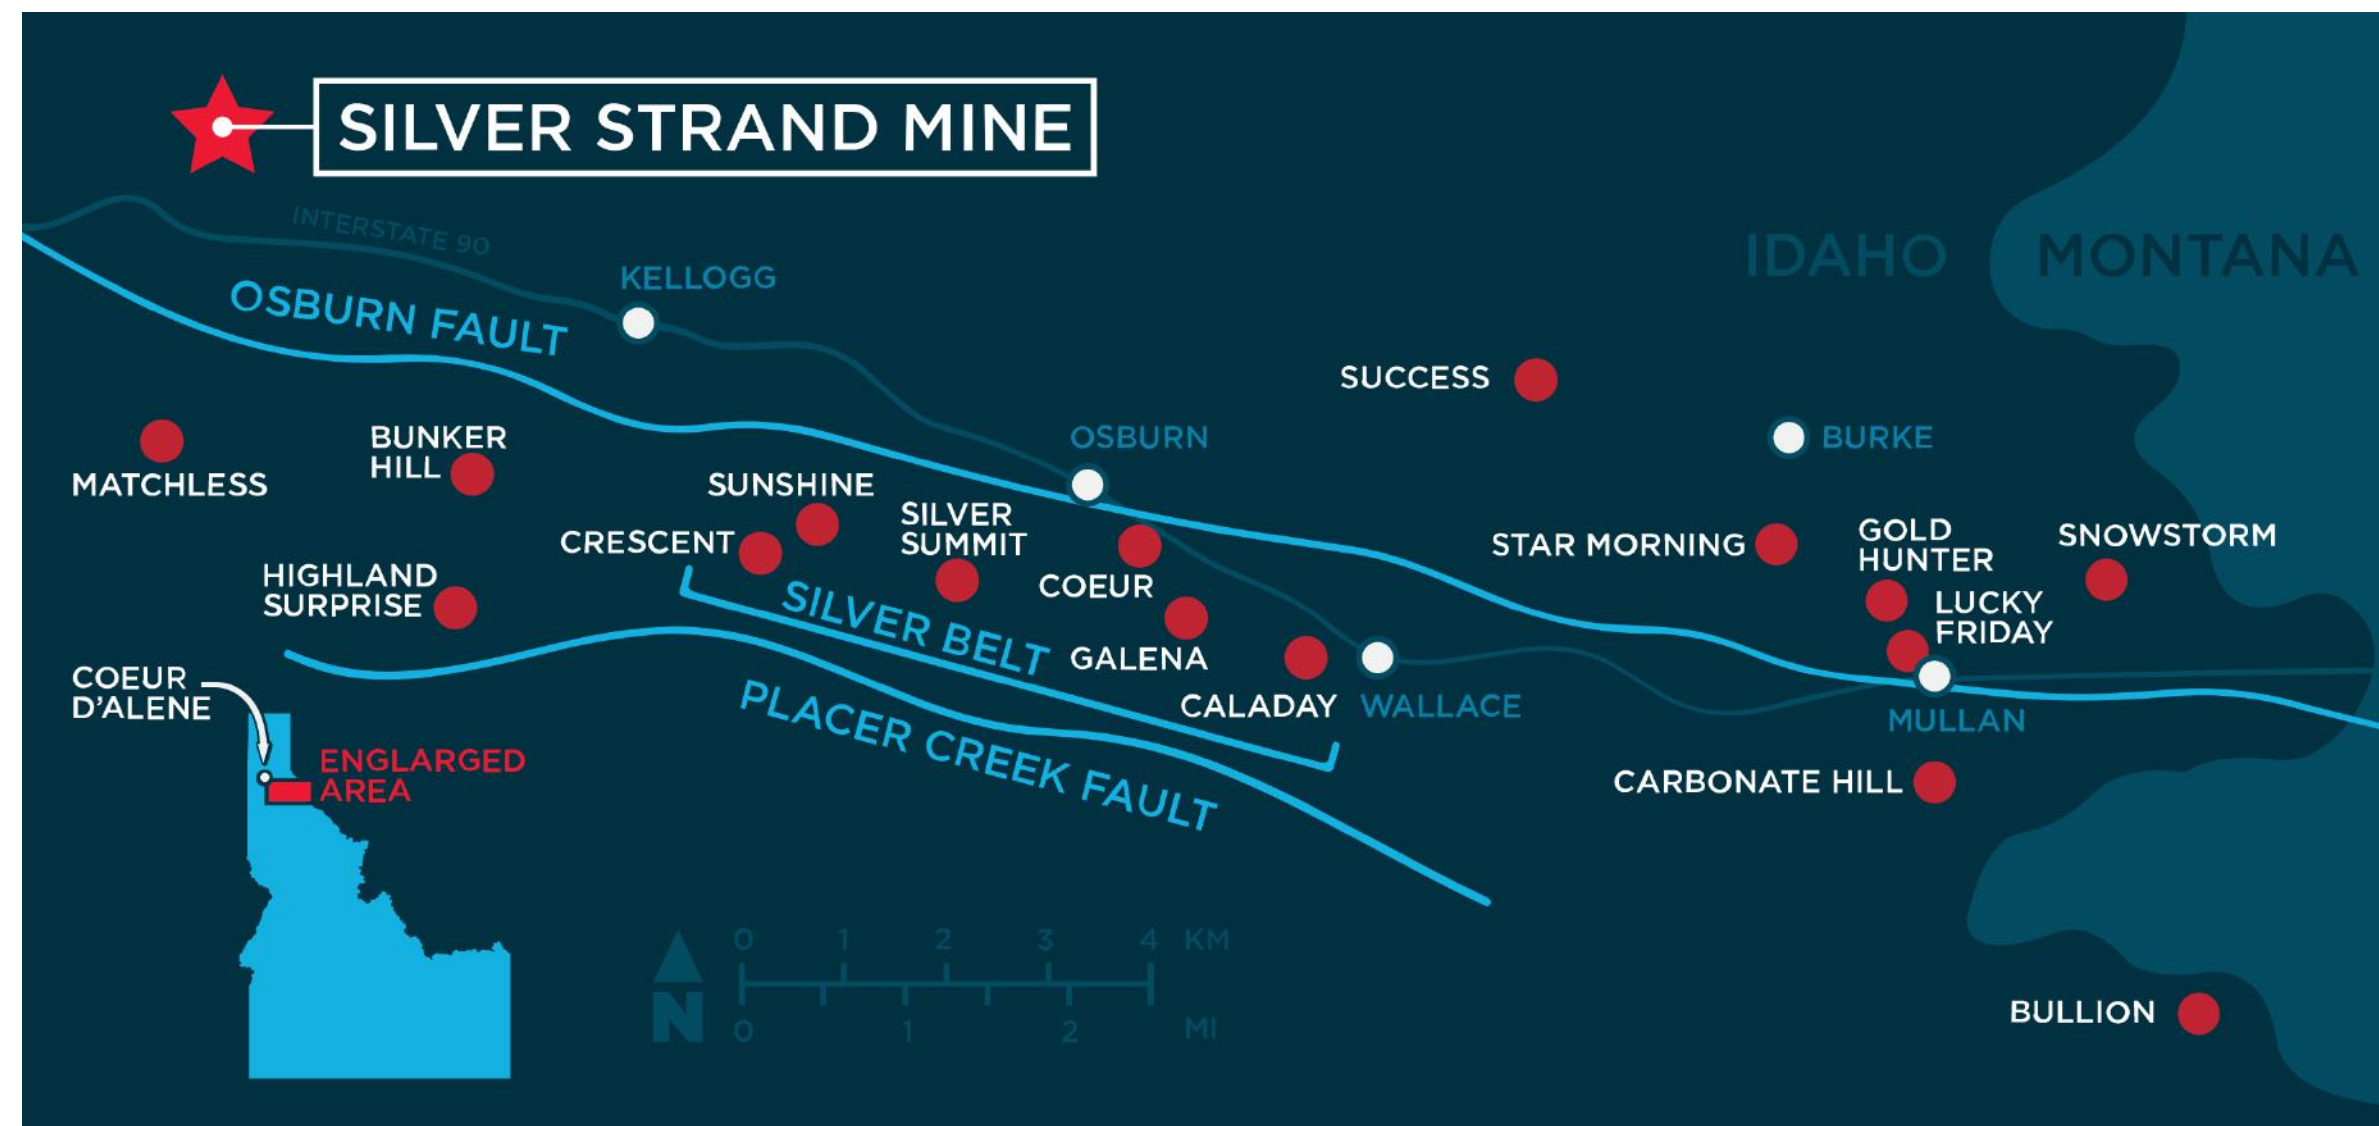 SILVER STRAND MINE
INTERSTATE 90
IDAHO
MONTANA
KELLOGG
OSBURN FAULT
SUCCESS
OSBURN
BURKE
MATCHLESS
BUNKER
HILL
SUNSHINE
SILVER
SUMMIT
CRESCENT
STAR MORNING
GOLD
HUNTER
SNOWSTORM
HIGHLAND
SURPRISE
COEUR
SILVER BELT
LUCKY
FRIDAY
GALENA
CALADAY
WALLACE
MULLAN
COEUR
D'ALENE
PLACER CREEK FAULT
ENGLARGED
AREA
CARBONATE HILL
0 1 2 3 4 KM
N
0 1 2 MI
BULLION